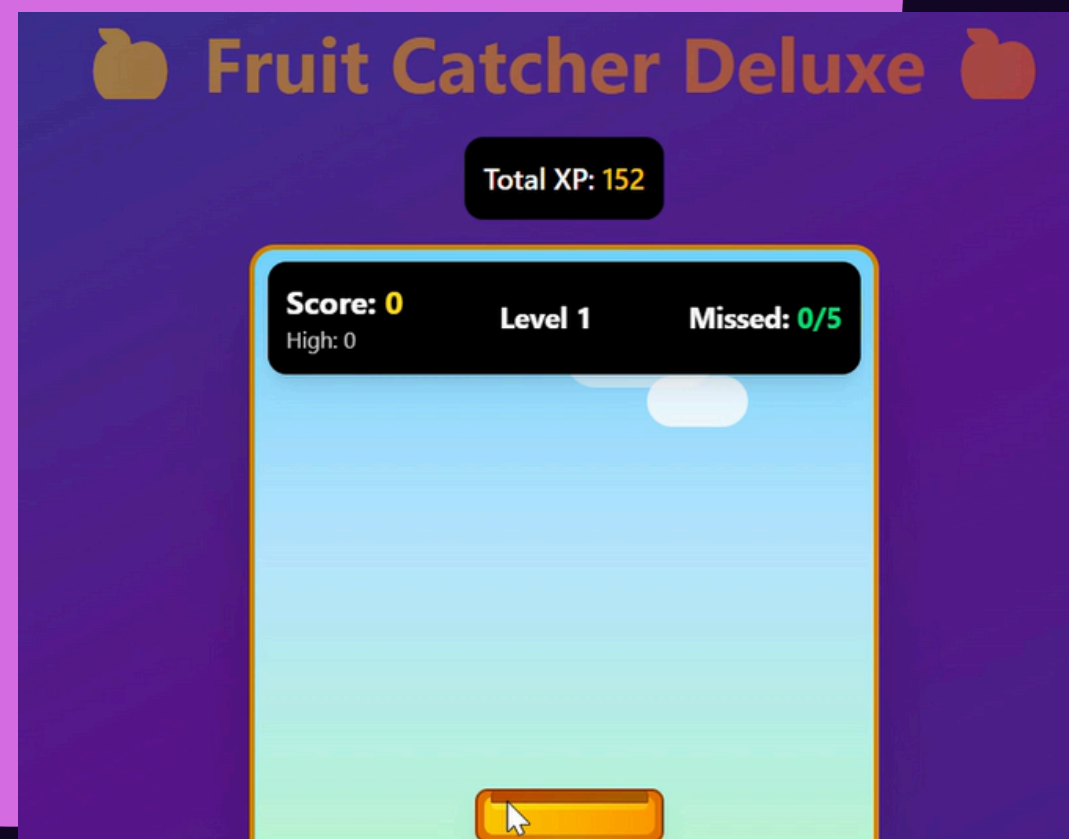 Fruit Catcher Deluxe
Total XP: 152
Score: 0
High: 0
Level 1
Missed: 0/5